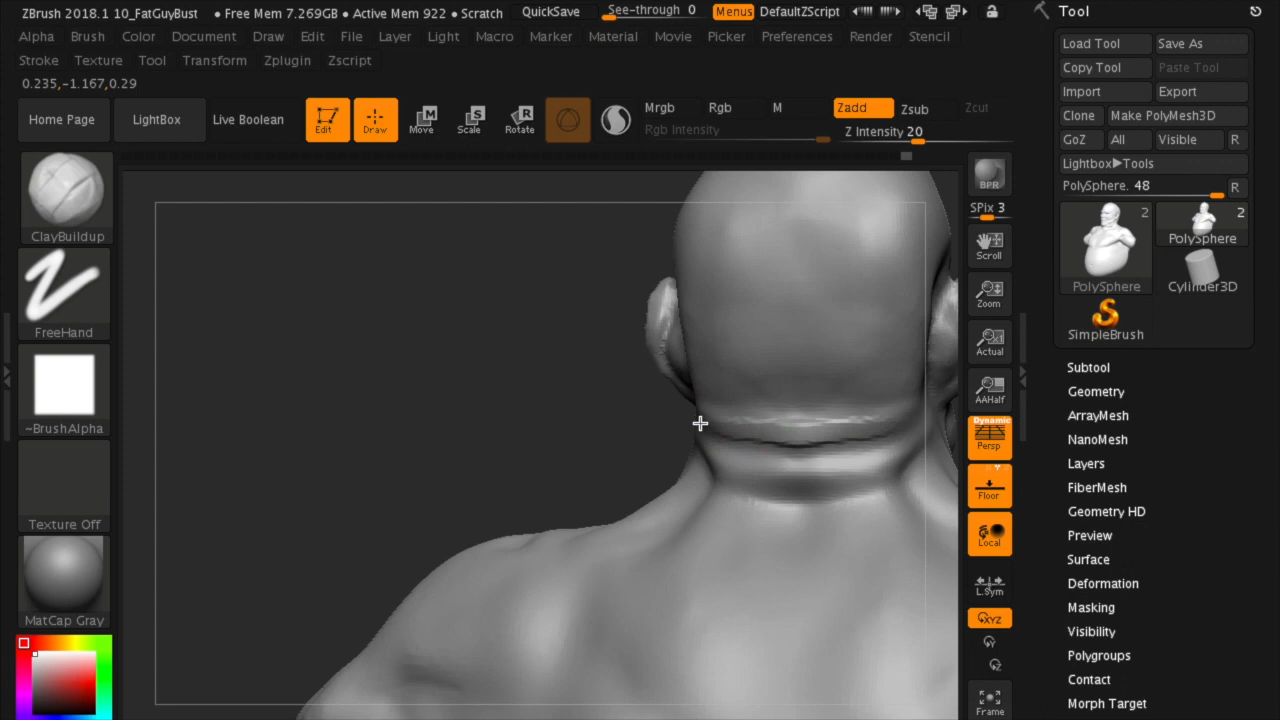 ZBrush 2018.1 10_FatGuyBust ● Free Mem 7.269GB ● Active Mem 922 ● Scratch QuickSave See-through 0 Menus DefaultZScript
Alpha Brush Color Document Draw Edit File Layer Light Macro Marker Material Movie Picker Preferences Render Stencil
Stroke Texture Tool Transform Zplugin Zscript
0.235,-1.167,0.29
Home Page LightBox Live Boolean Edit Draw Move Scale Rotate
Mrgb Rgb M Zadd Zsub Zcut
Rgb Intensity Z Intensity 20
ClayBuildup
FreeHand
~BrushAlpha
Texture Off
MatCap Gray
BPR
SPix 3
Scroll
Zoom
Actual
AAHalf
Dynamic
Persp
Floor
Local
L.Sym
XYZ
Y
Z
Frame
Tool
Load Tool Save As
Copy Tool Paste Tool
Import Export
Clone Make PolyMesh3D
GoZ All Visible R
Lightbox▶Tools
PolySphere. 48 R
2 2
PolySphere
PolySphere Cylinder3D
SimpleBrush
Subtool
Geometry
ArrayMesh
NanoMesh
Layers
FiberMesh
Geometry HD
Preview
Surface
Deformation
Masking
Visibility
Polygroups
Contact
Morph Target